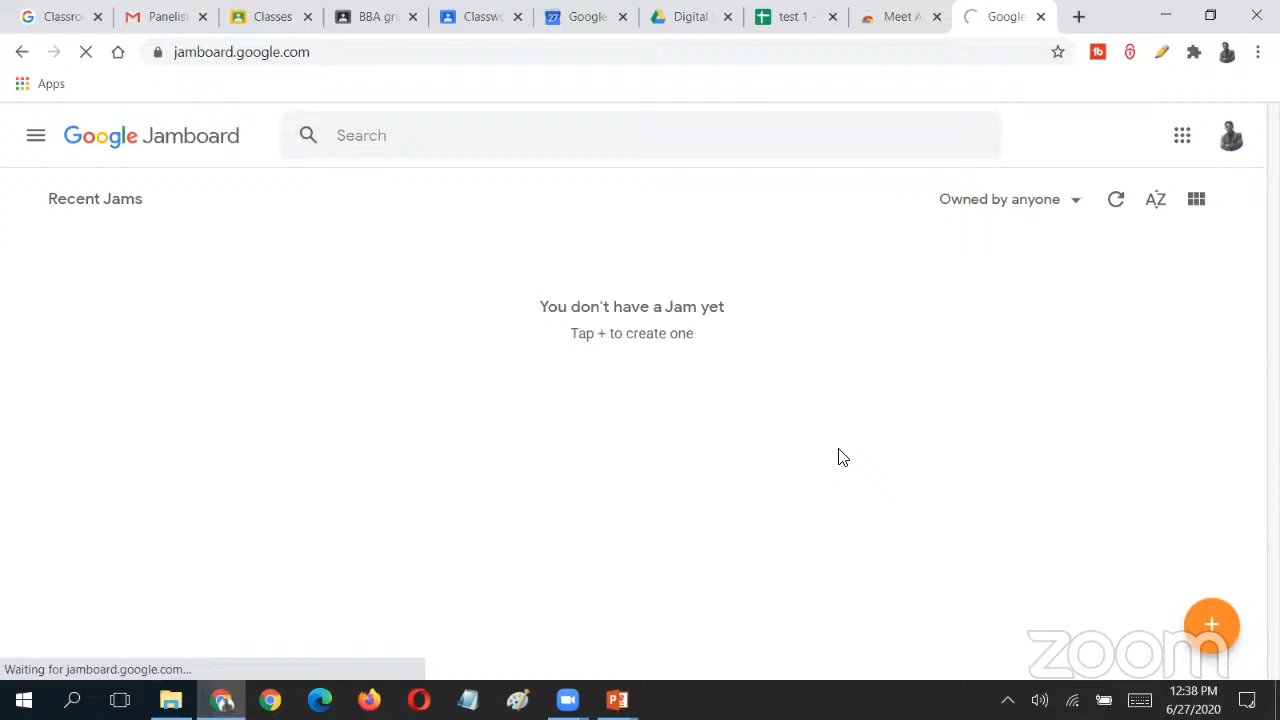 Classro
Panelis
Classes
BBA gr
Classw
Google
Digital
test 1 -
Meet A
Google
jamboard.google.com
Apps
Google Jamboard
Search
Recent Jams
Owned by anyone
AZ
You don't have a Jam yet
Tap + to create one
zoom
Waiting for jamboard.google.com...
12:38 PM
6/27/2020